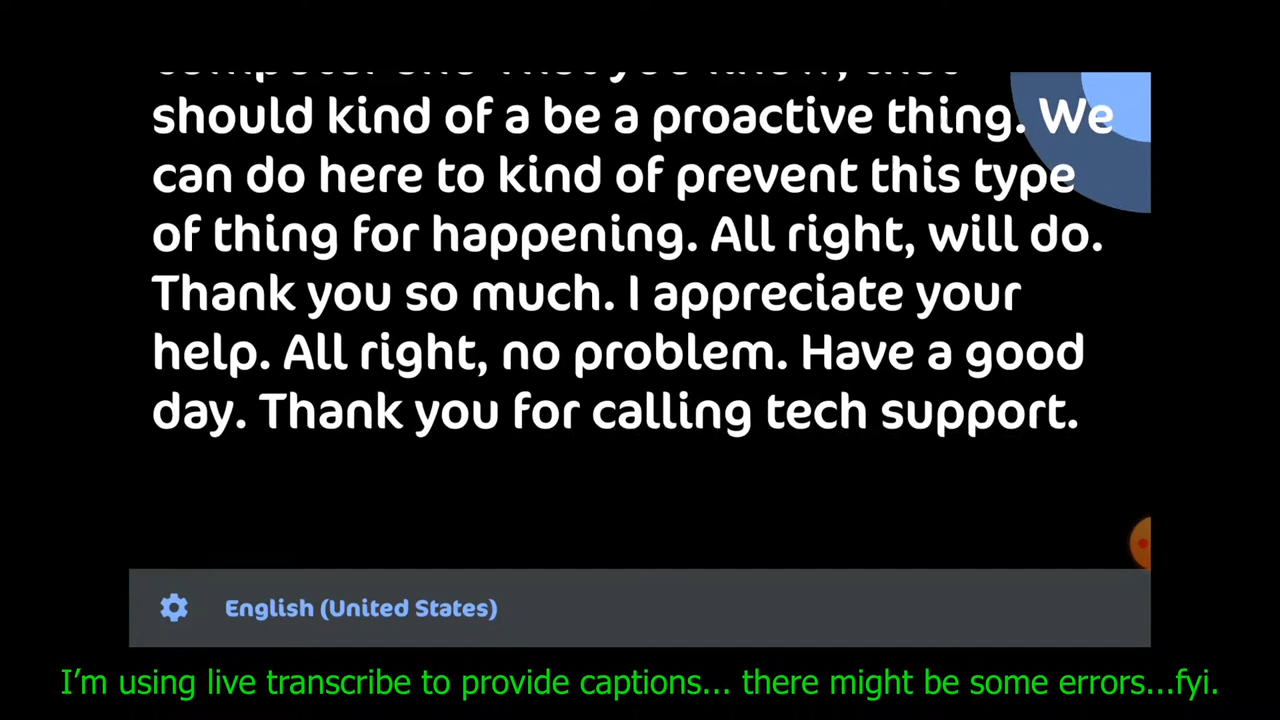 should kind of a be a proactive thing. We
can do here to kind of prevent this type
of thing for happening. All right, will do.
Thank you so much. I appreciate your
help. All right, no problem. Have a good
day. Thank you for calling tech support.
English (United States)
I'm using live transcribe to provide captions... there might be some errors...fyi.